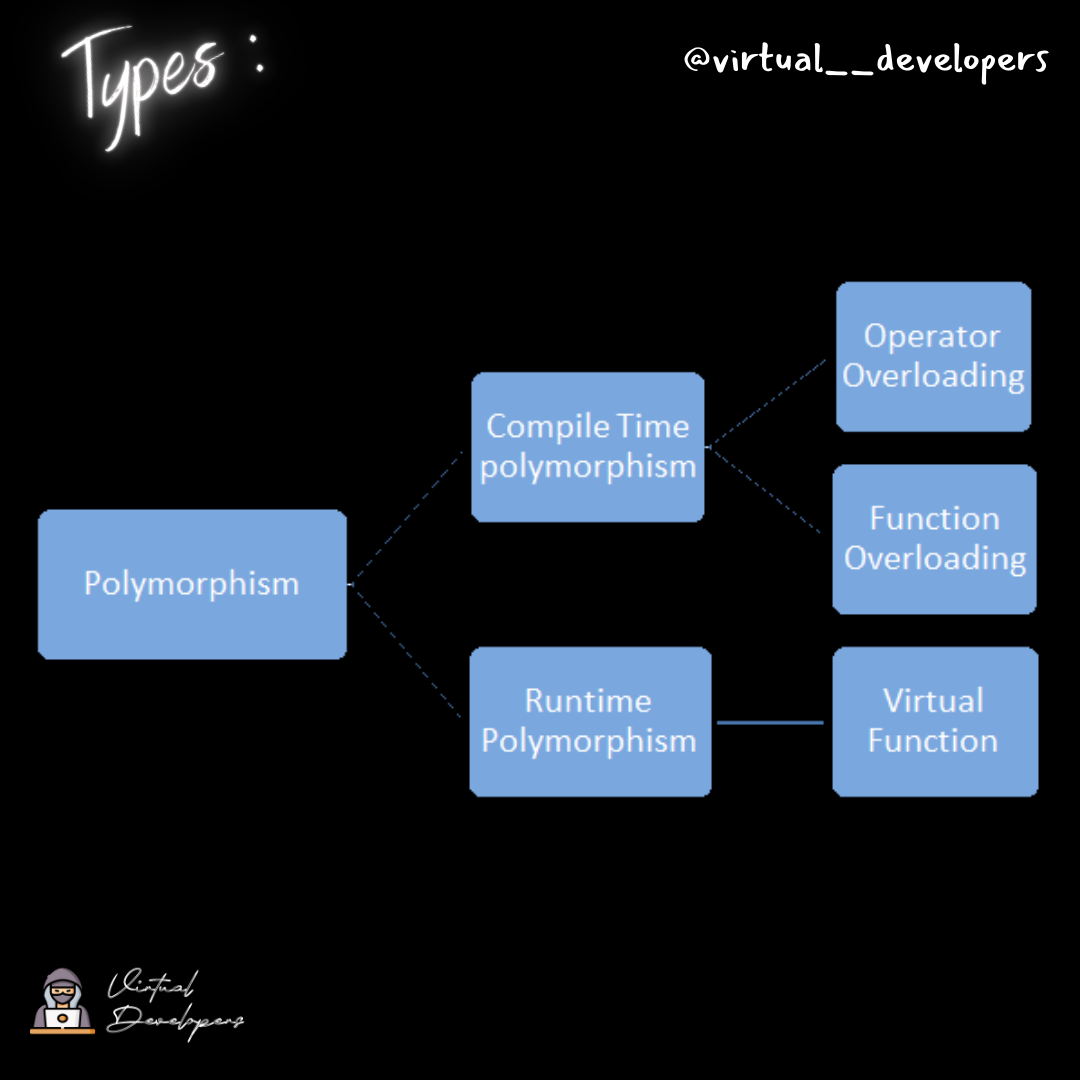 Types :
@virtual__developers
Operator
Overloading
Compile Time
polymorphism
Function
Overloading
Polymorphism
Runtime
Polymorphism
Virtual
Function
Virtual
Developers